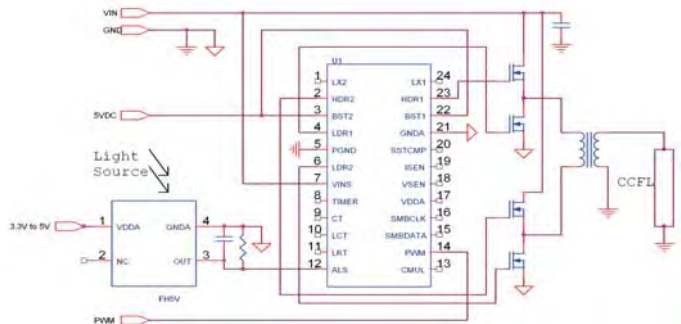 VIN
GND
5VDC
Light
Source
3.3V to 5V
1 VDDA GNDA 4
2 NC OUT 3
FH5V
PWM
U1
1 LX2 LX1 24
2 HDR2 HDR1 23
3 BST2 BST1 22
4 LDR1 GNDA 21
5 PGND SSTCMP 20
6 LDR2 ISEN 19
7 VINS VSEN 18
8 TIMER VDDA 17
9 CT SMBCLK 16
10 LCT SMBDATA 15
11 LRT PWM 14
12 ALS CMUL 13
CCFL